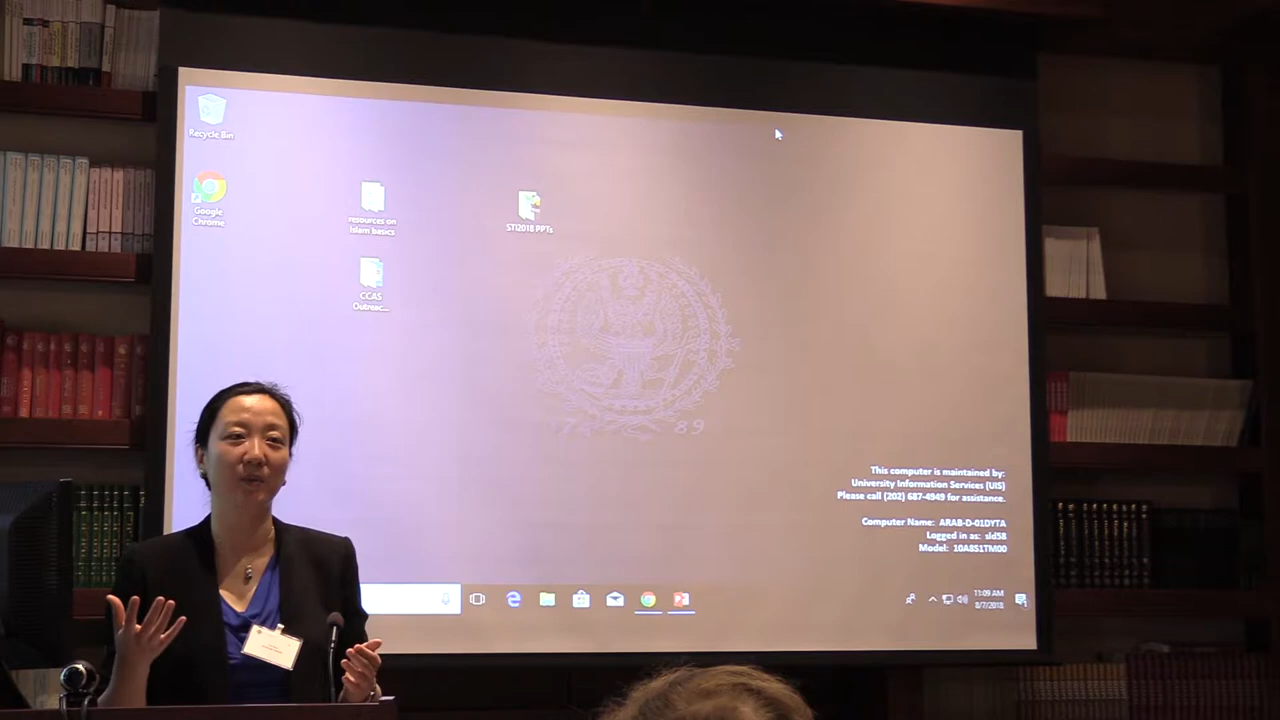 Recycle Bin
Google
Chrome
resources on
Islam basics
STI2018 PPTs
CCAS
Outreac...
89
This computer is maintained by:
University Information Services (UIS)
Please call (202) 687-4949 for assistance.
Computer Name: ARAB-D-01DYTA
Logged in as: sld58
Model: 10A8S1TM00
11:09 AM
8/7/2018